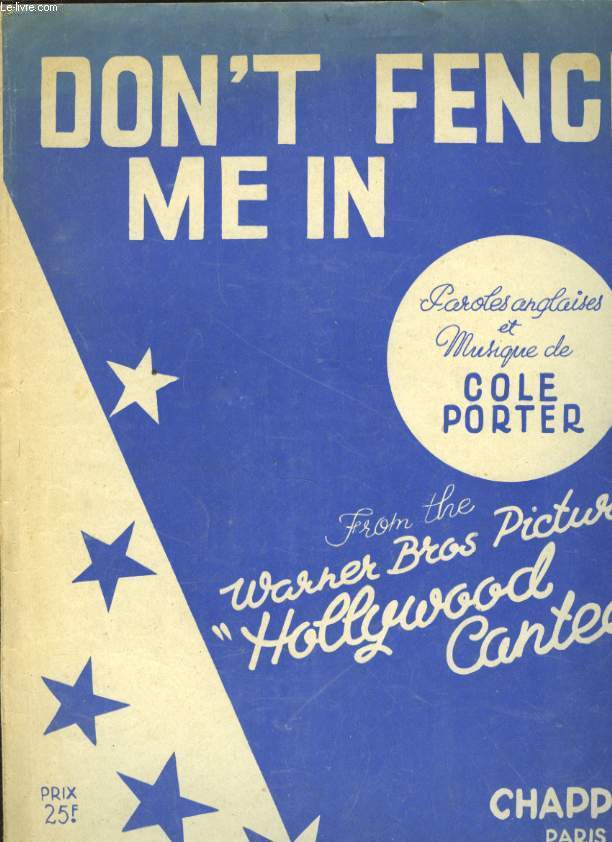 Le-livre.com
DON'T FENC
ME IN
Paroles anglaises
et
Musique de
COLE
PORTER
From the
Warner Bros Pictur
"Hollywood
Cantee
PRIX
25F.
CHAPP
PARIS